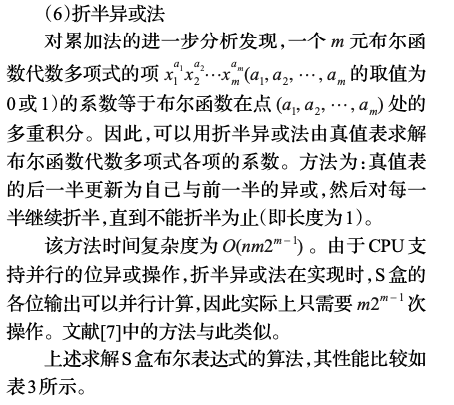 (6)折半异或法
对累加法的进一步分析发现,一个 m 元布尔函
数代数多项式的项 x₁^{a₁}x₂^{a₂}⋯x_m^{a_m}(a₁,a₂,⋯,a_m 的取值为
0或1)的系数等于布尔函数在点 (a₁,a₂,⋯,a_m) 处的
多重积分。因此,可以用折半异或法由真值表求解
布尔函数代数多项式各项的系数。方法为:真值表
的后一半更新为自己与前一半的异或,然后对每一
半继续折半,直到不能折半为止(即长度为1)。
该方法时间复杂度为 O(nm2^{m-1}) 。由于CPU支
持并行的位异或操作,折半异或法在实现时,S盒的
各位输出可以并行计算,因此实际上只需要 m2^{m-1} 次
操作。文献[7]中的方法与此类似。
上述求解S盒布尔表达式的算法,其性能比较如
表3所示。